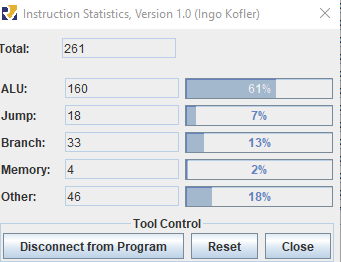 Instruction Statistics, Version 1.0 (Ingo Kofler)
Total: 261
ALU: 160 61%
Jump: 18 7%
Branch: 33 13%
Memory: 4 2%
Other: 46 18%
Tool Control
Disconnect from Program Reset Close